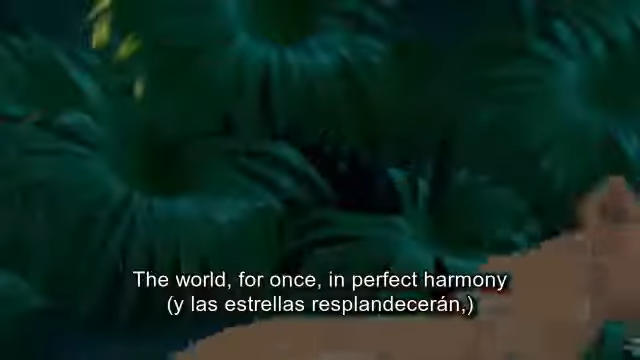 The world, for once, in perfect harmony
(y las estrellas resplandecerán,)